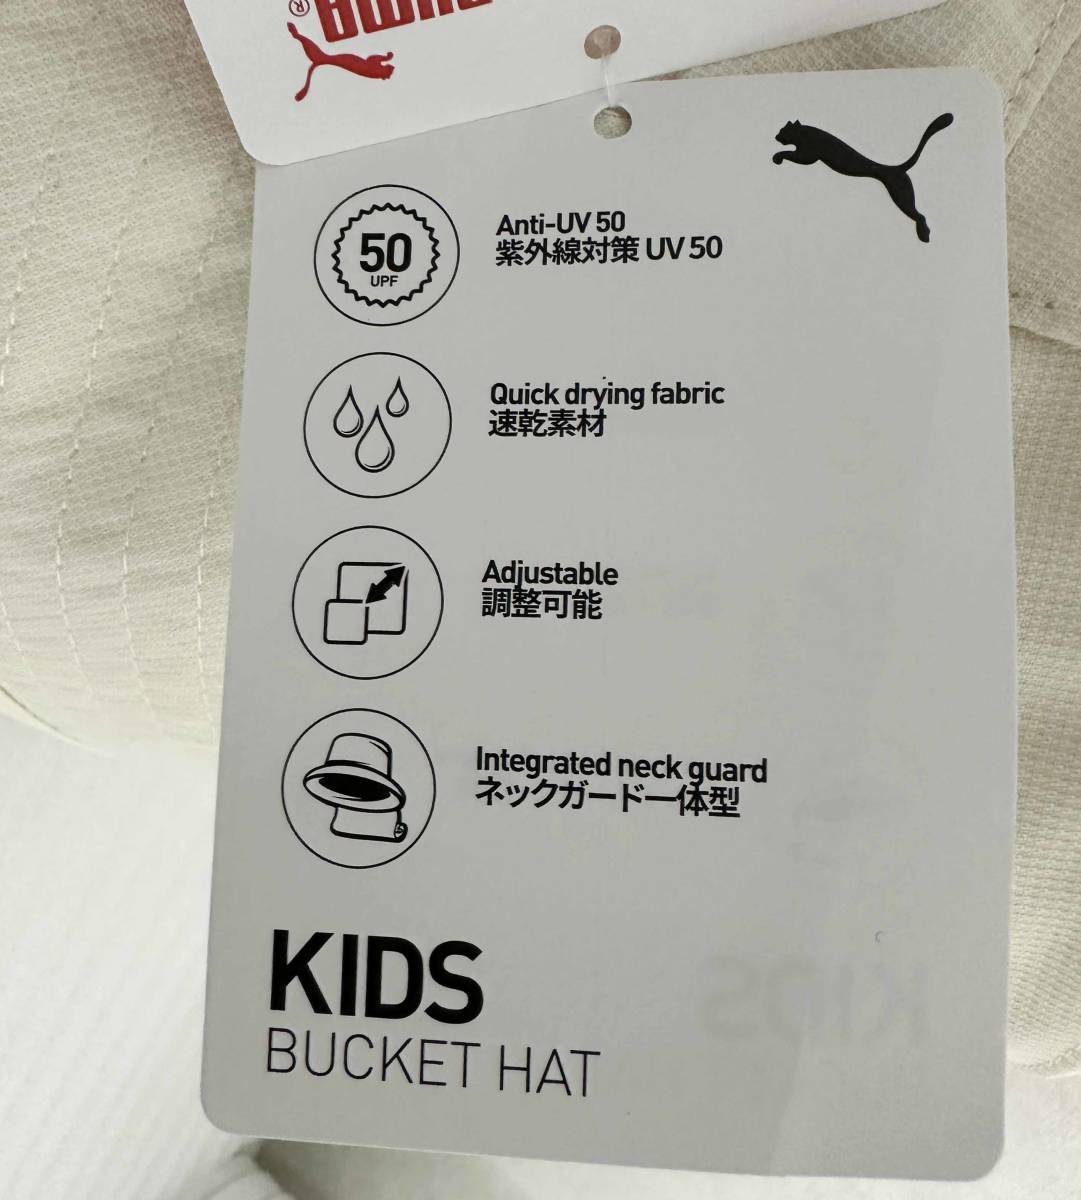 PUMA
®
50
UPF
Anti-UV 50
紫外線対策 UV 50
Quick drying fabric
速乾素材
Adjustable
調整可能
Integrated neck guard
ネックガード一体型
KIDS
BUCKET HAT
KIDS